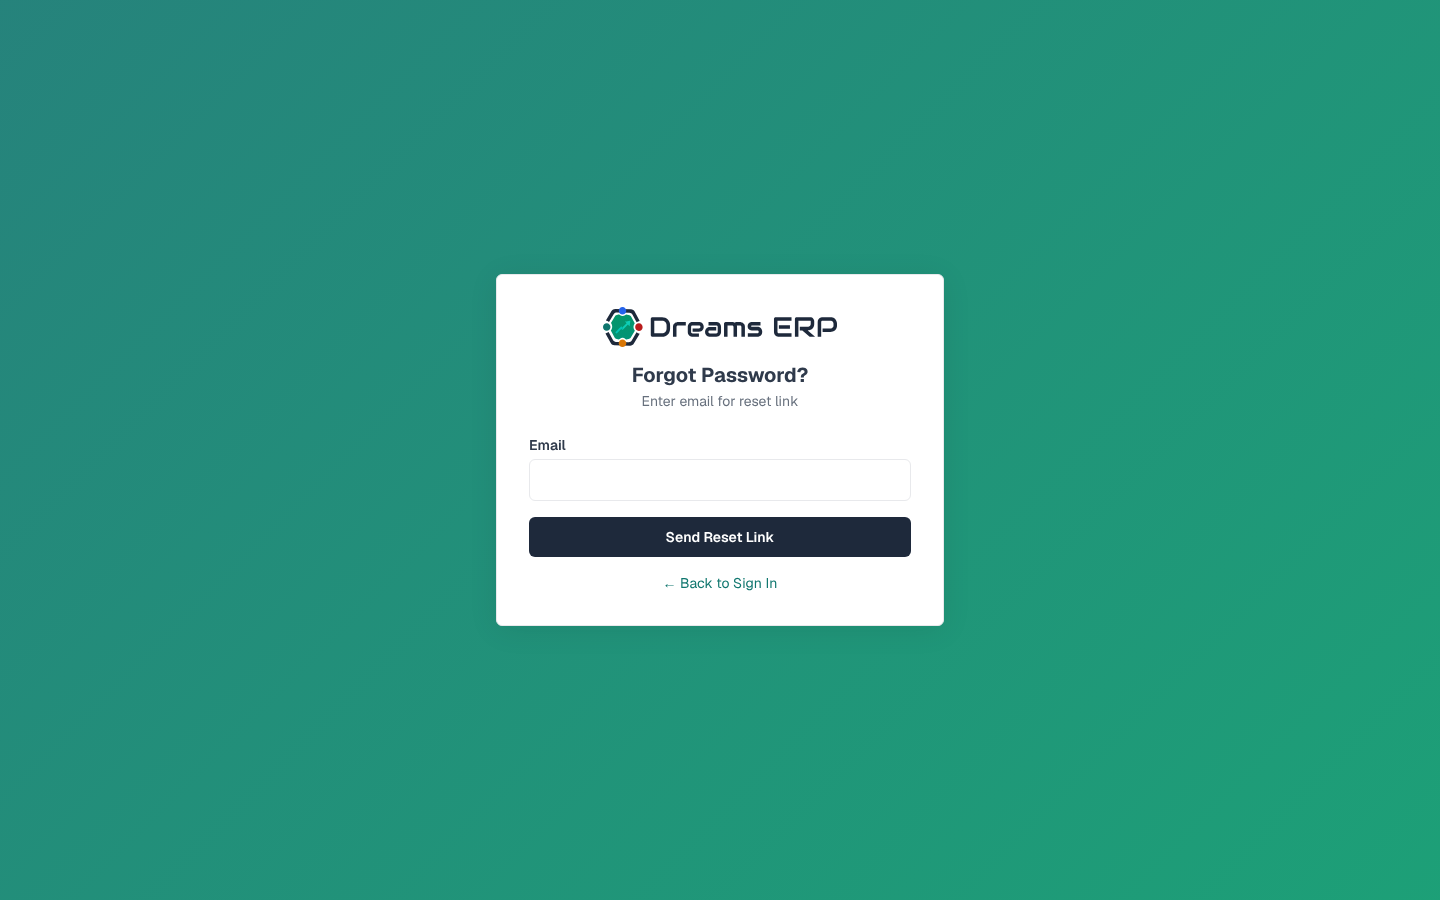 Dreams ERP
Forgot Password?
Enter email for reset link
Email
Send Reset Link
← Back to Sign In